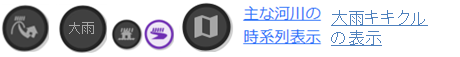 大雨
主な河川の
時系列表示
大雨キキクル
の表示